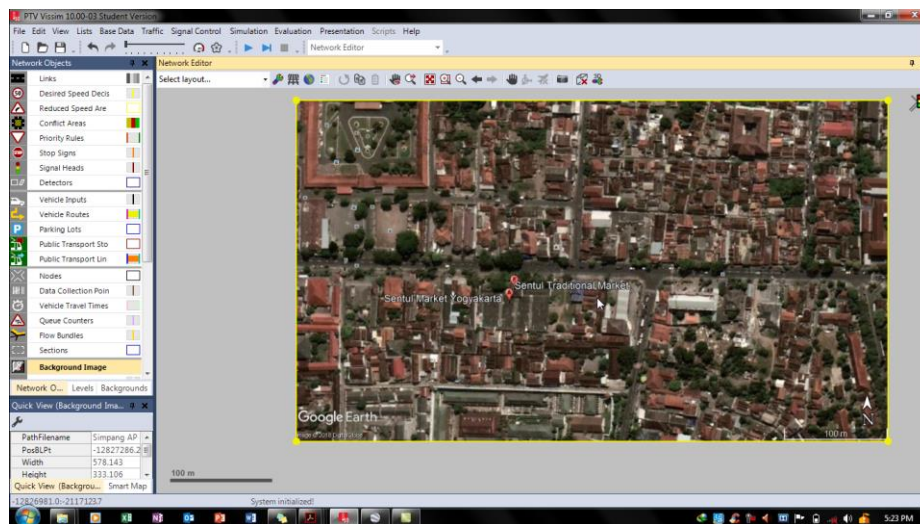 PTV Vissim 10.00-03 Student Version
File Edit View Lists Base Data Traffic Signal Control Simulation Evaluation Presentation Scripts Help
Network Editor
Network Objects
Network Editor
Select layout...
Links
Desired Speed Decis
Reduced Speed Are
Conflict Areas
Priority Rules
Stop Signs
Signal Heads
Detectors
Vehicle Inputs
Vehicle Routes
Parking Lots
Public Transport Sto
Public Transport Lin
Nodes
Data Collection Poin
Vehicle Travel Times
Queue Counters
Flow Bundles
Sections
Background Image
Network O... Levels Backgrounds
Quick View (Background Ima...
PathFilename Simpang AP
PosBLPt -12827286.2
Width 578.143
Height 333.106
Quick View (Backgrou... Smart Map
Sentul Traditional Market
Sentul Market Yogyakarta
Google Earth
100 m
100 m
-12826981.0:-2117123.7
System initialized!
5:23 PM